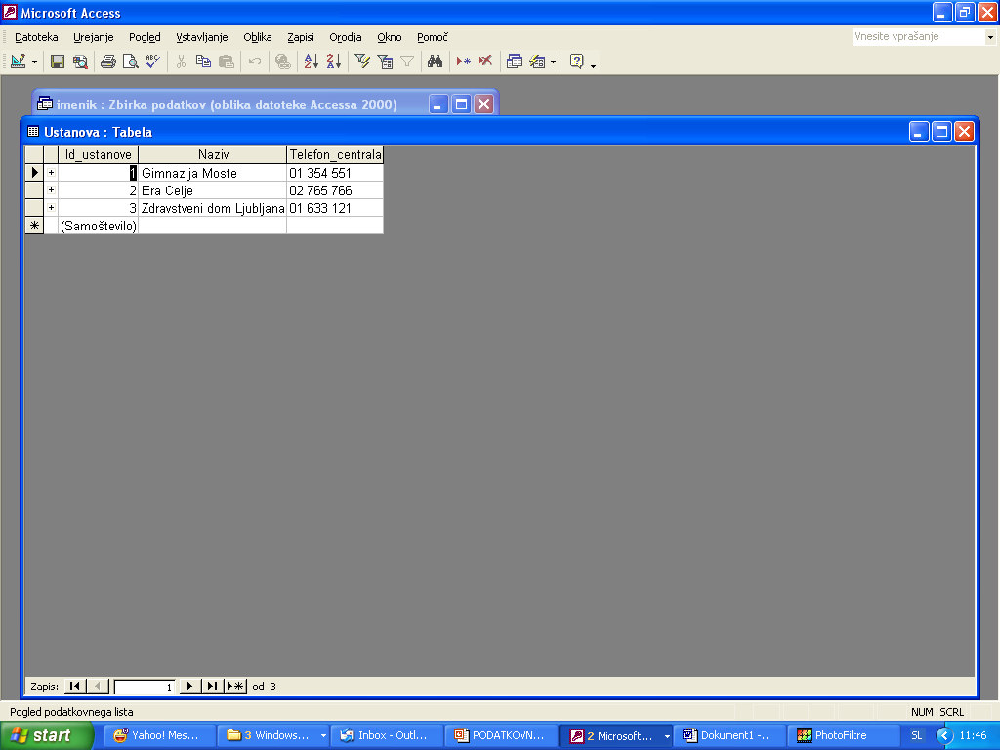 Microsoft Access
Datoteka Urejanje Pogled Vstavljanje Oblika Zapisi Orodja Okno Pomoč Vnesite vprašanje
imenik : Zbirka podatkov (oblika datoteke Accessa 2000)
Ustanova : Tabela
Id_ustanove Naziv Telefon_centrala
1 Gimnazija Moste 01 354 551
2 Era Celje 02 765 766
3 Zdravstveni dom Ljubljana 01 633 121
(Samoštevilo)
Zapis: 1 od 3
Pogled podatkovnega lista NUM SCRL
start Yahoo! Mes... 3 Windows... Inbox - Outl... PODATKOVN... 2 Microsoft... Dokument1 -... PhotoFiltre SL 11:46